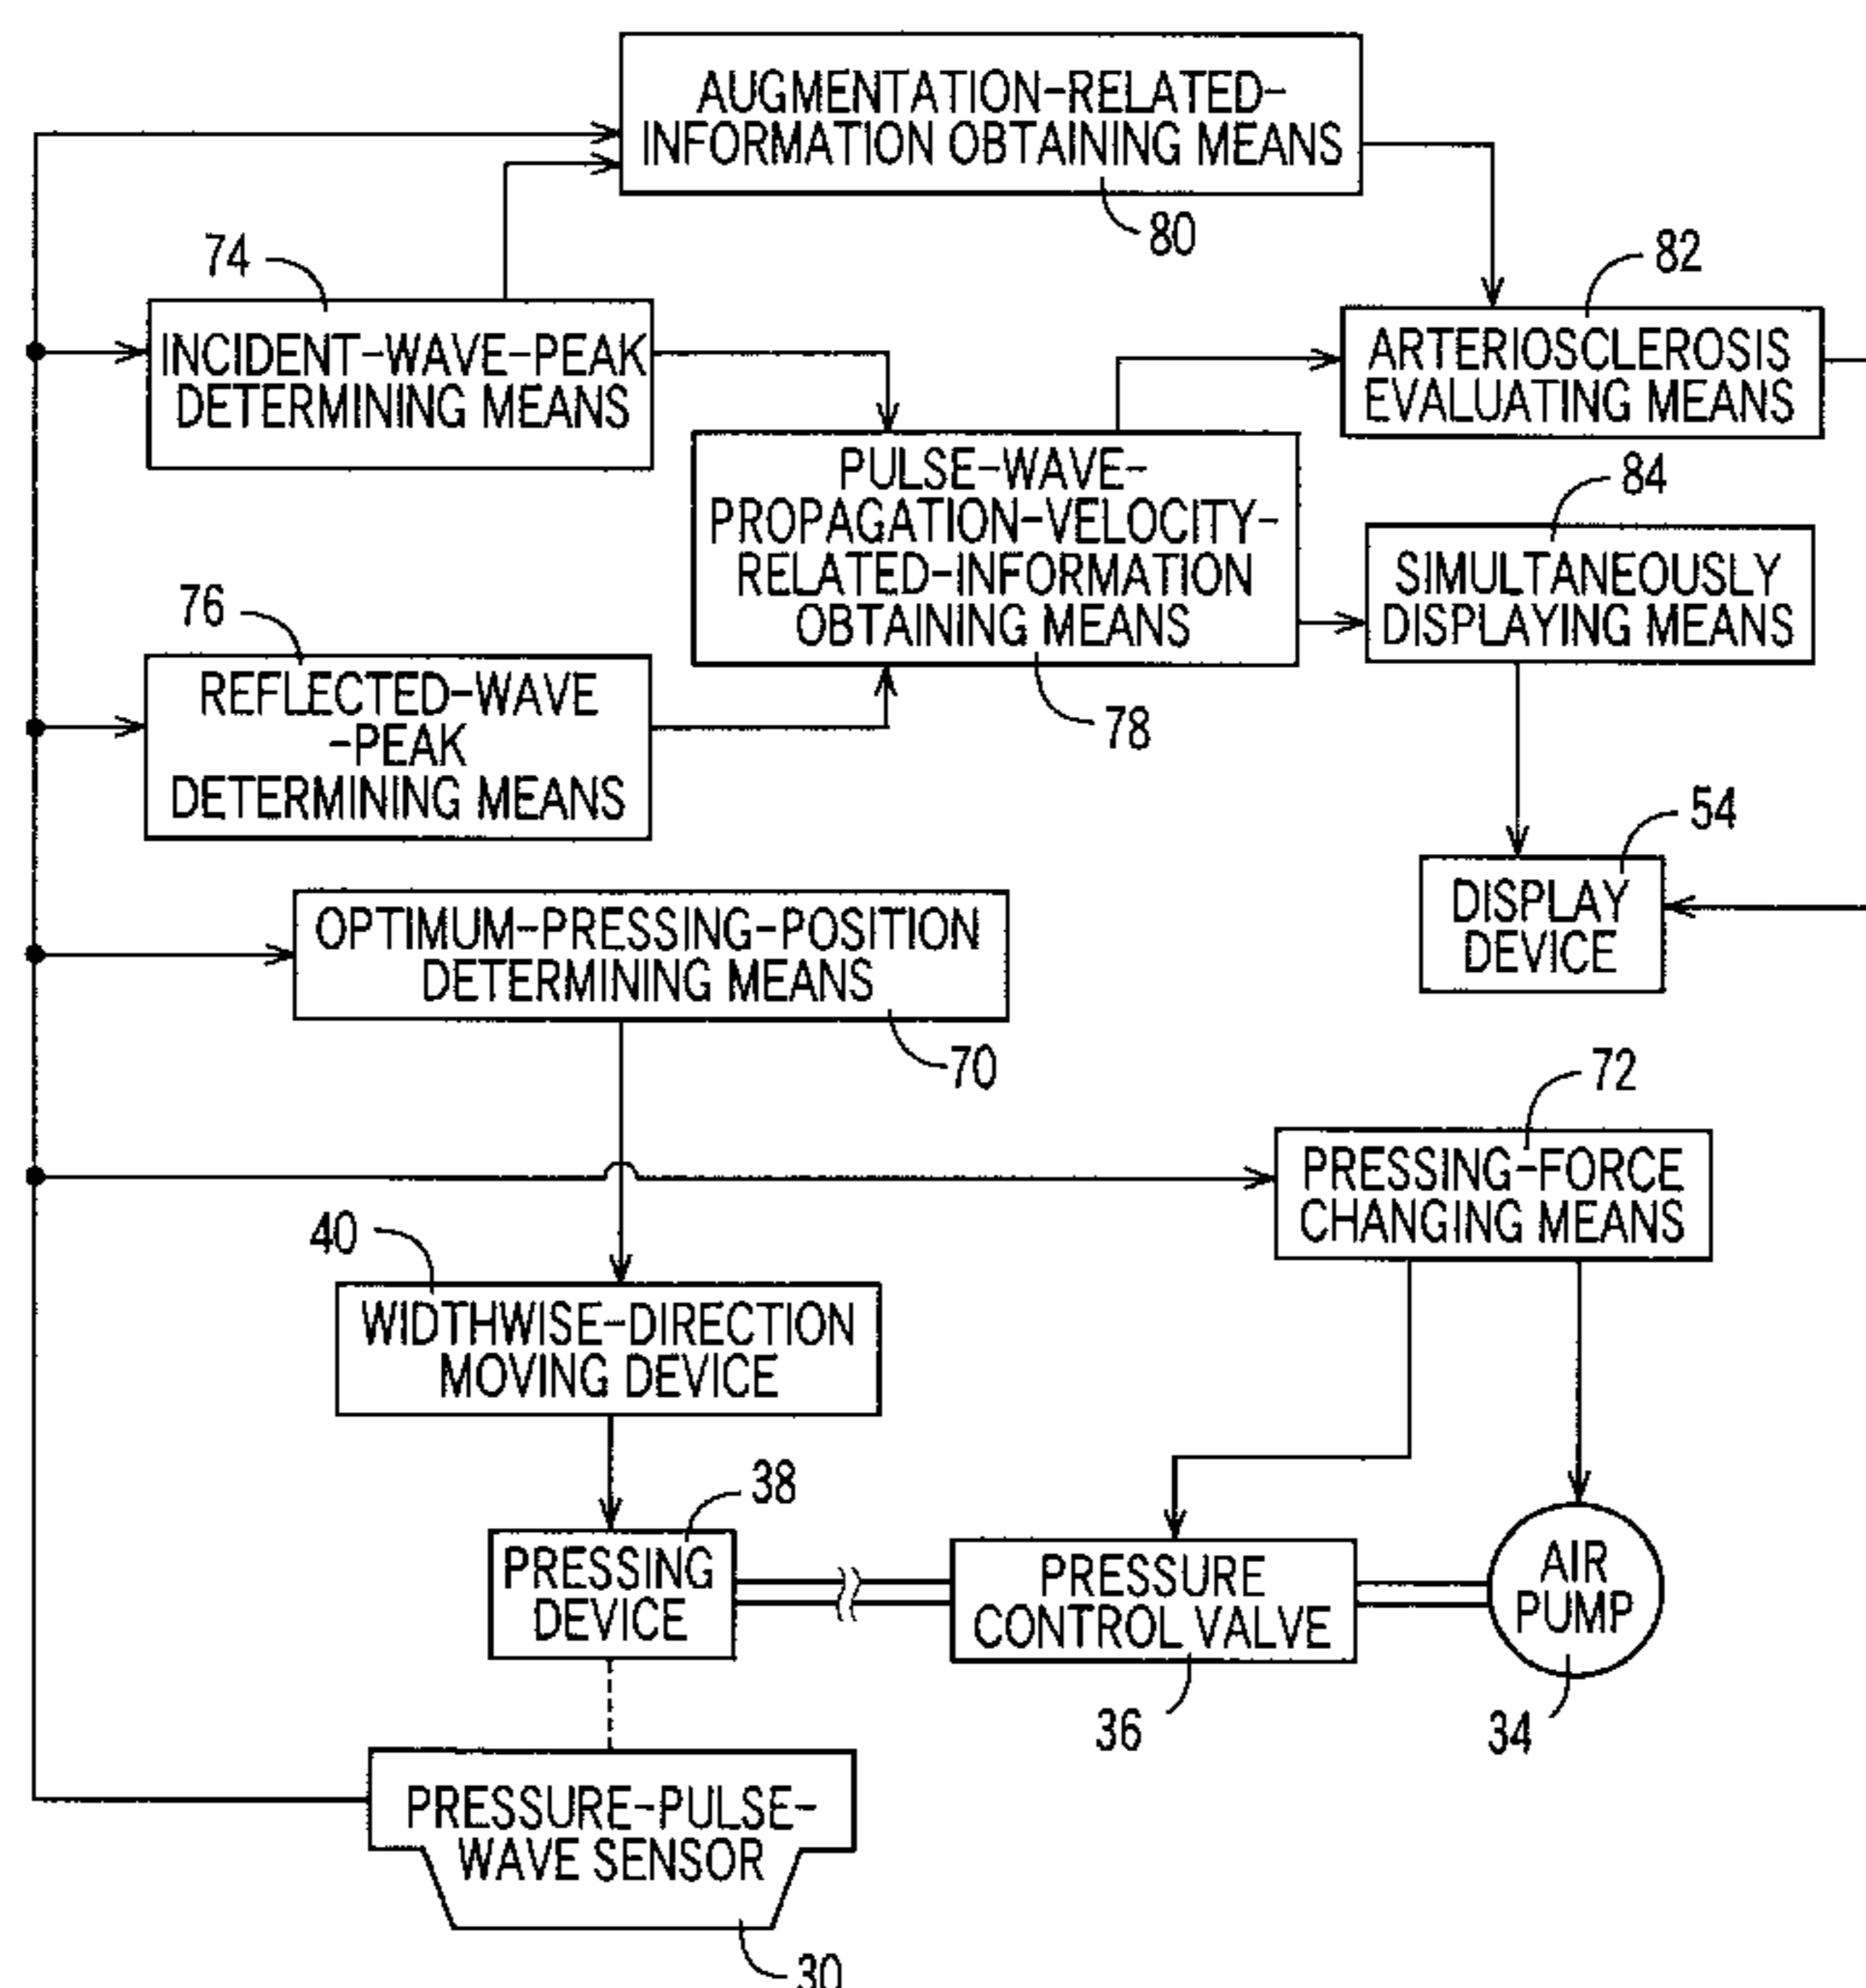 AUGMENTATION-RELATED-
INFORMATION OBTAINING MEANS
80
74
82
INCIDENT-WAVE-PEAK
DETERMINING MEANS
ARTERIOSCLEROSIS
EVALUATING MEANS
PULSE-WAVE-
PROPAGATION-VELOCITY-
RELATED-INFORMATION
OBTAINING MEANS
84
SIMULTANEOUSLY
DISPLAYING MEANS
76
REFLECTED-WAVE
-PEAK
DETERMINING MEANS
78
54
DISPLAY
DEVICE
OPTIMUM-PRESSING-POSITION
DETERMINING MEANS
70
72
PRESSING-FORCE
CHANGING MEANS
40
WIDTHWISE-DIRECTION
MOVING DEVICE
38
PRESSING
DEVICE
PRESSURE
CONTROL VALVE
AIR
PUMP
36
34
PRESSURE-PULSE-
WAVE SENSOR
30